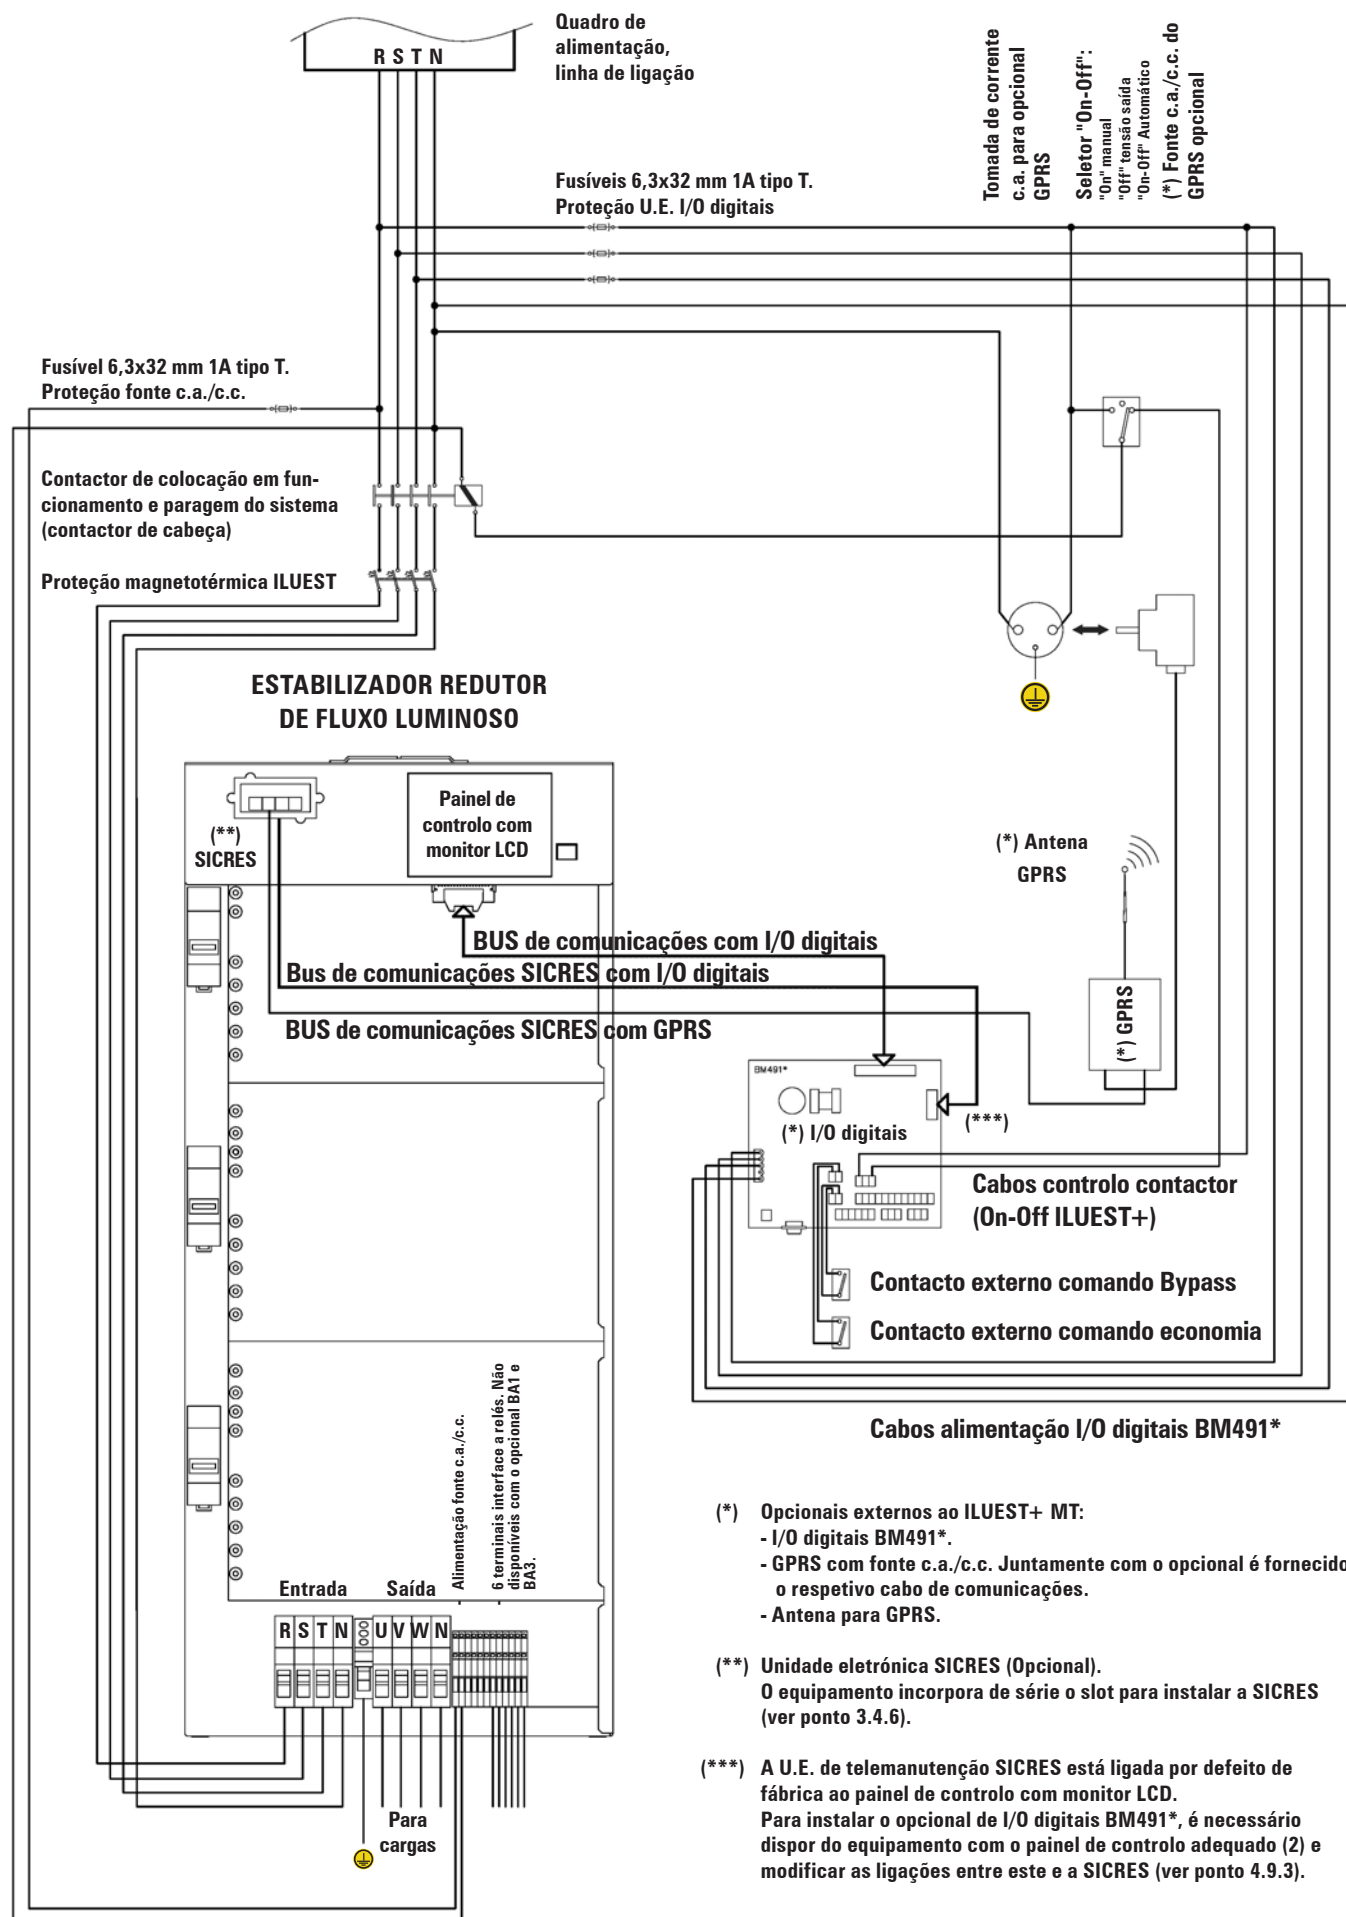 Quadro de
alimentação,
linha de ligação
R S T N
Tomada de corrente
c.a. para opcional
GPRS
Seletor "On-Off":
"On" manual
"Off" tensão saída
"On-Off" Automático
(*) Fonte c.a./c.c. do
GPRS opcional
Fusíveis 6,3x32 mm 1A tipo T.
Proteção U.E. I/O digitais
Fusível 6,3x32 mm 1A tipo T.
Proteção fonte c.a./c.c.
Contactor de colocação em fun-
cionamento e paragem do sistema
(contactor de cabeça)
Proteção magnetotérmica ILUEST
ESTABILIZADOR REDUTOR
DE FLUXO LUMINOSO
(**)
SICRES
Painel de
controlo com
monitor LCD
(*) Antena
GPRS
BUS de comunicações com I/O digitais
Bus de comunicações SICRES com I/O digitais
BUS de comunicações SICRES com GPRS
(*) GPRS
BM491*
(*) I/O digitais
(***)
Cabos controlo contactor
(On-Off ILUEST+)
Contacto externo comando Bypass
Contacto externo comando economia
Cabos alimentação I/O digitais BM491*
Alimentação fonte c.a./c.c.
6 terminais interface a relés. Não
disponíveis com o opcional BA1 e
BA3.
Entrada
Saída
R S T N
U V W N
Para
cargas
(*) Opcionais externos ao ILUEST+ MT:
- I/O digitais BM491*.
- GPRS com fonte c.a./c.c. Juntamente com o opcional é fornecido
o respetivo cabo de comunicações.
- Antena para GPRS.
(**) Unidade eletrónica SICRES (Opcional).
O equipamento incorpora de série o slot para instalar a SICRES
(ver ponto 3.4.6).
(***) A U.E. de telemanutenção SICRES está ligada por defeito de
fábrica ao painel de controlo com monitor LCD.
Para instalar o opcional de I/O digitais BM491*, é necessário
dispor do equipamento com o painel de controlo adequado (2) e
modificar as ligações entre este e a SICRES (ver ponto 4.9.3).